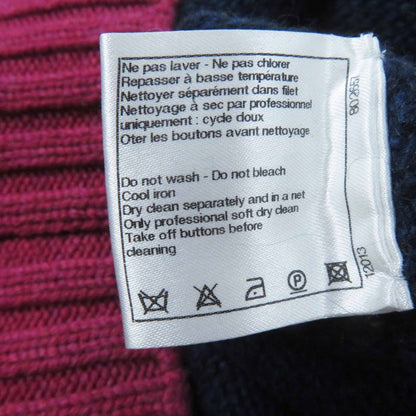 Ne pas laver - Ne pas chlorer
Repasser à basse température
Nettoyer séparément dans filet
Nettoyage à sec par professionnel
uniquement : cycle doux
Oter les boutons avant nettoyage
Do not wash - Do not bleach
Cool iron
Dry clean separately and in a net
Only professional soft dry clean
Take off buttons before
cleaning
P
12013